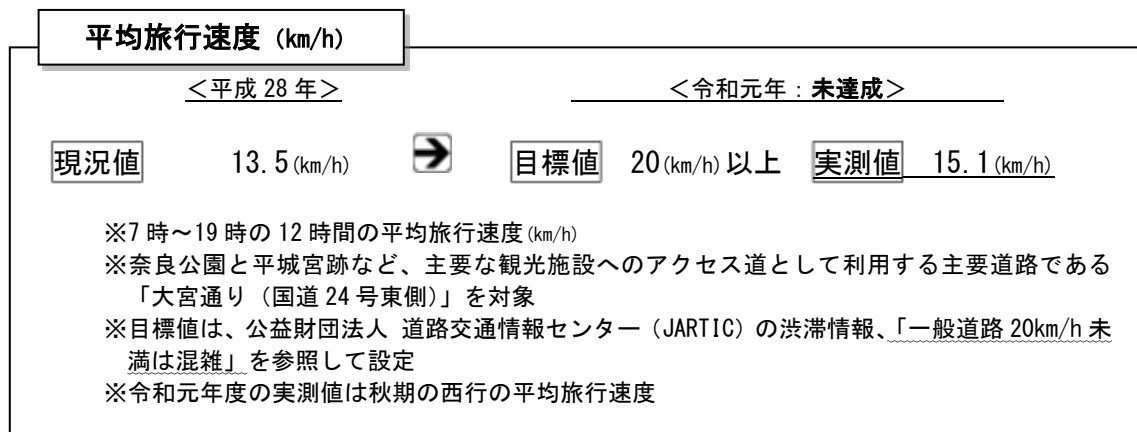 平均旅行速度 (km/h)
＜平成 28 年＞ ＜令和元年：未達成＞
現況値 13.5(km/h) ➔ 目標値 20(km/h)以上 実測値 15.1(km/h)
※7 時～19 時の 12 時間の平均旅行速度(km/h)
※奈良公園と平城宮跡など、主要な観光施設へのアクセス道として利用する主要道路である
「大宮通り（国道 24 号東側）」を対象
※目標値は、公益財団法人 道路交通情報センター（JARTIC）の渋滞情報、「一般道路 20km/h 未
満は混雑」を参照して設定
※令和元年度の実測値は秋期の西行の平均旅行速度